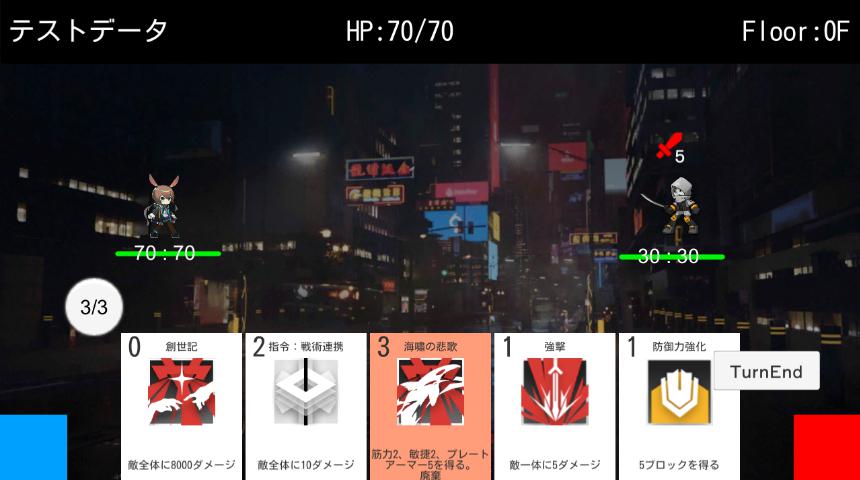 テストデータ HP:70/70 Floor:0F
5
70:70 30:30
3/3
0 創世記
敵全体に8000ダメージ
2 指令:戦術連携
敵全体に10ダメージ
3 海嘯の悲歌
筋力2、敏捷2、プレート
アーマー5を得る。
廃棄
1 強撃
敵一体に5ダメージ
1 防御力強化
5ブロックを得る
TurnEnd